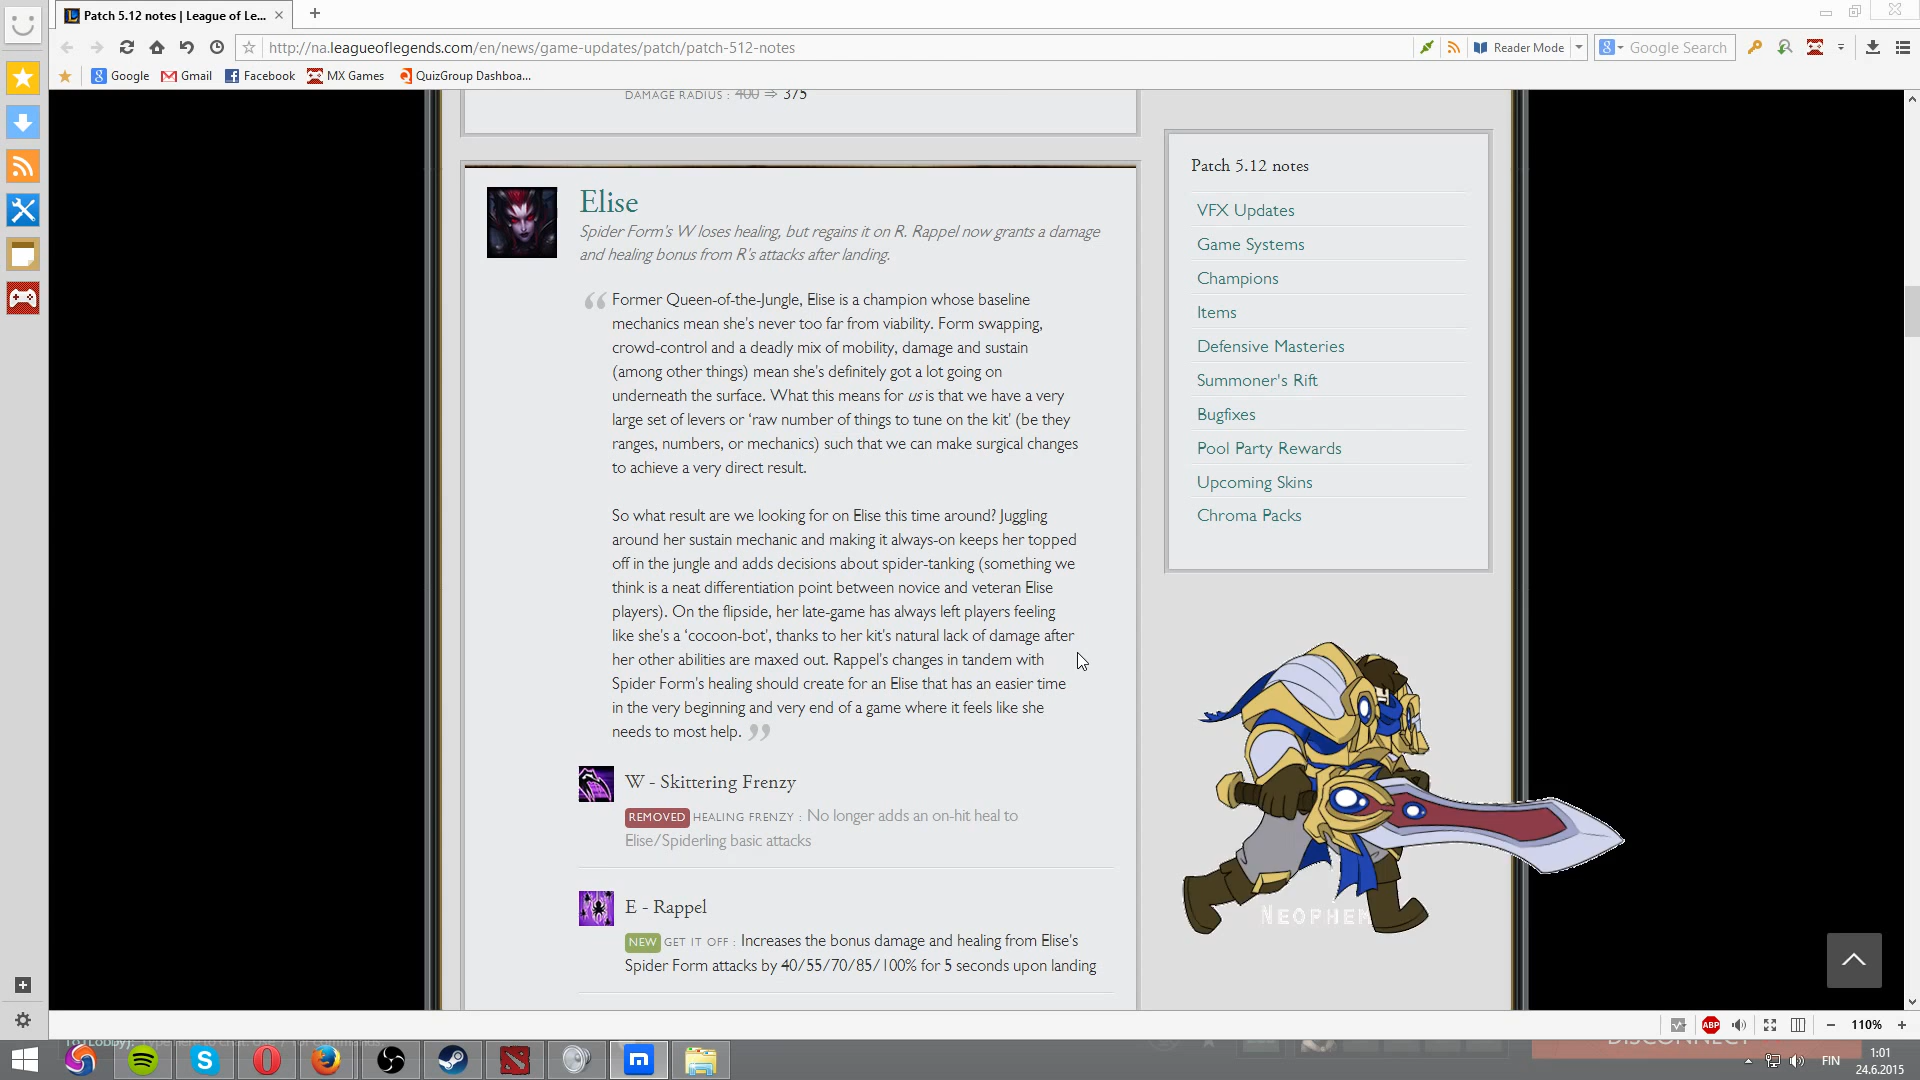 Patch 5.12 notes | League of Le...
http://na.leagueoflegends.com/en/news/game-updates/patch/patch-512-notes
Reader Mode
Google Search
Google
Gmail
Facebook
MX Games
QuizGroup Dashboa...
DAMAGE RADIUS : 400 ⇒ 375
Elise
Spider Form's W loses healing, but regains it on R. Rappel now grants a damage
and healing bonus from R's attacks after landing.
“ Former Queen-of-the-Jungle, Elise is a champion whose baseline
mechanics mean she's never too far from viability. Form swapping,
crowd-control and a deadly mix of mobility, damage and sustain
(among other things) mean she's definitely got a lot going on
underneath the surface. What this means for us is that we have a very
large set of levers or ‘raw number of things to tune on the kit’ (be they
ranges, numbers, or mechanics) such that we can make surgical changes
to achieve a very direct result.
So what result are we looking for on Elise this time around? Juggling
around her sustain mechanic and making it always-on keeps her topped
off in the jungle and adds decisions about spider-tanking (something we
think is a neat differentiation point between novice and veteran Elise
players). On the flipside, her late-game has always left players feeling
like she's a ‘cocoon-bot’, thanks to her kit's natural lack of damage after
her other abilities are maxed out. Rappel's changes in tandem with
Spider Form's healing should create for an Elise that has an easier time
in the very beginning and very end of a game where it feels like she
needs to most help. ”
W - Skittering Frenzy
REMOVED HEALING FRENZY : No longer adds an on-hit heal to
Elise/Spiderling basic attacks
E - Rappel
NEW GET IT OFF : Increases the bonus damage and healing from Elise's
Spider Form attacks by 40/55/70/85/100% for 5 seconds upon landing
Patch 5.12 notes
VFX Updates
Game Systems
Champions
Items
Defensive Masteries
Summoner's Rift
Bugfixes
Pool Party Rewards
Upcoming Skins
Chroma Packs
ABP
110%
FIN
1:01
24.6.2015